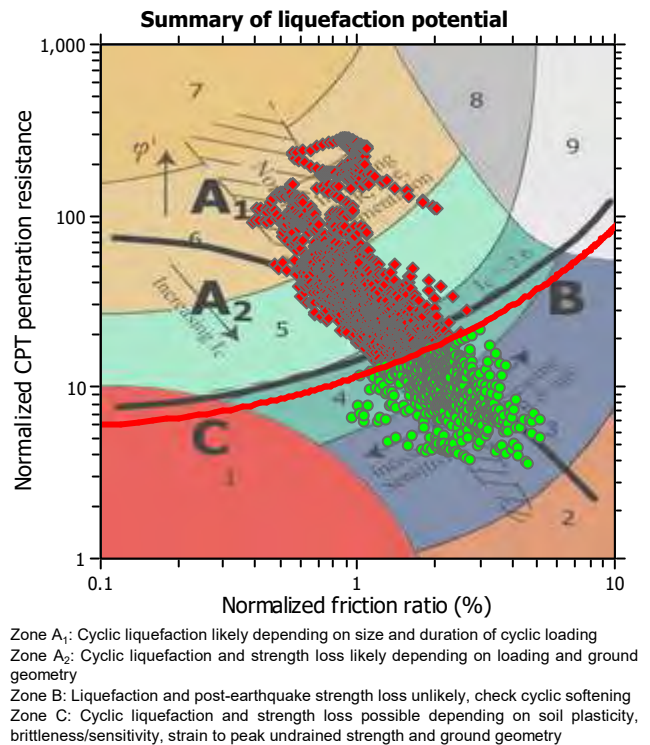 Summary of liquefaction potential
1,000
7
8
9
φ'
A1
100
6
A2
Increasing Ic
5
B
10
4
C
3
1
2
1
0.1
1
10
Normalized CPT penetration resistance
Normalized friction ratio (%)
Zone A1: Cyclic liquefaction likely depending on size and duration of cyclic loading
Zone A2: Cyclic liquefaction and strength loss likely depending on loading and ground
geometry
Zone B: Liquefaction and post-earthquake strength loss unlikely, check cyclic softening
Zone C: Cyclic liquefaction and strength loss possible depending on soil plasticity,
brittleness/sensitivity, strain to peak undrained strength and ground geometry